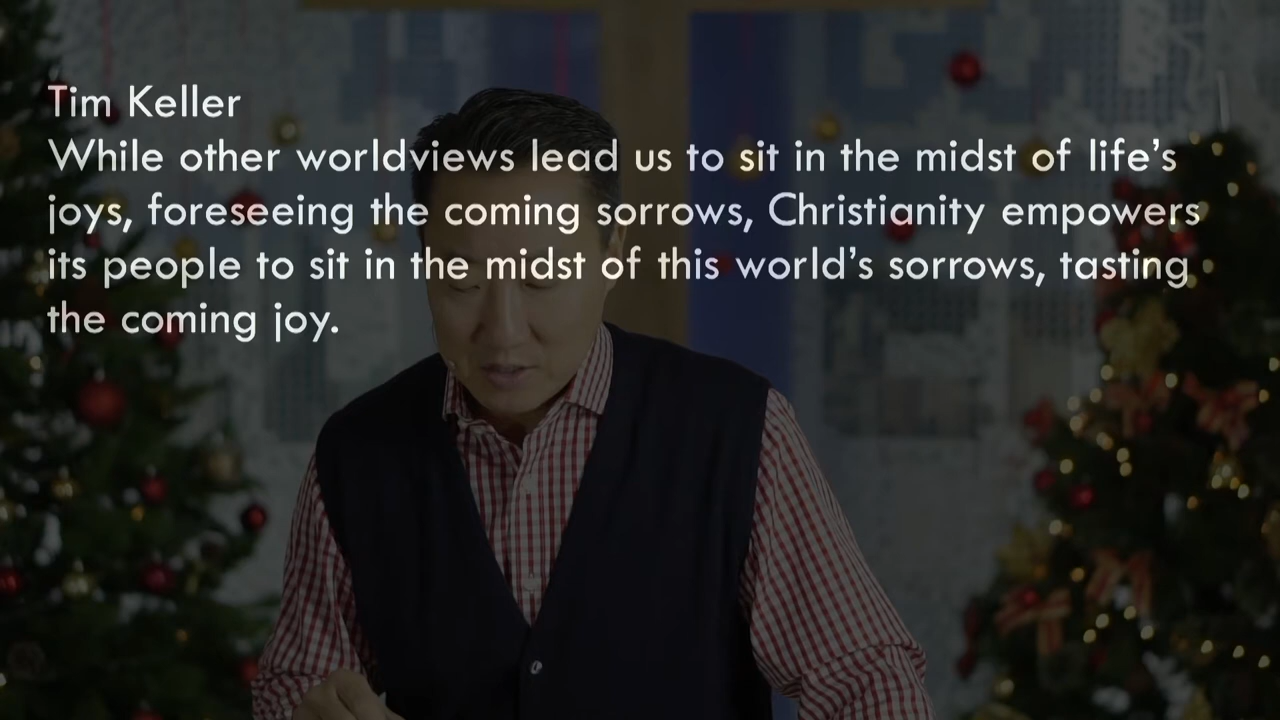 Tim Keller
While other worldviews lead us to sit in the midst of life’s
joys, foreseeing the coming sorrows, Christianity empowers
its people to sit in the midst of this world’s sorrows, tasting
the coming joy.